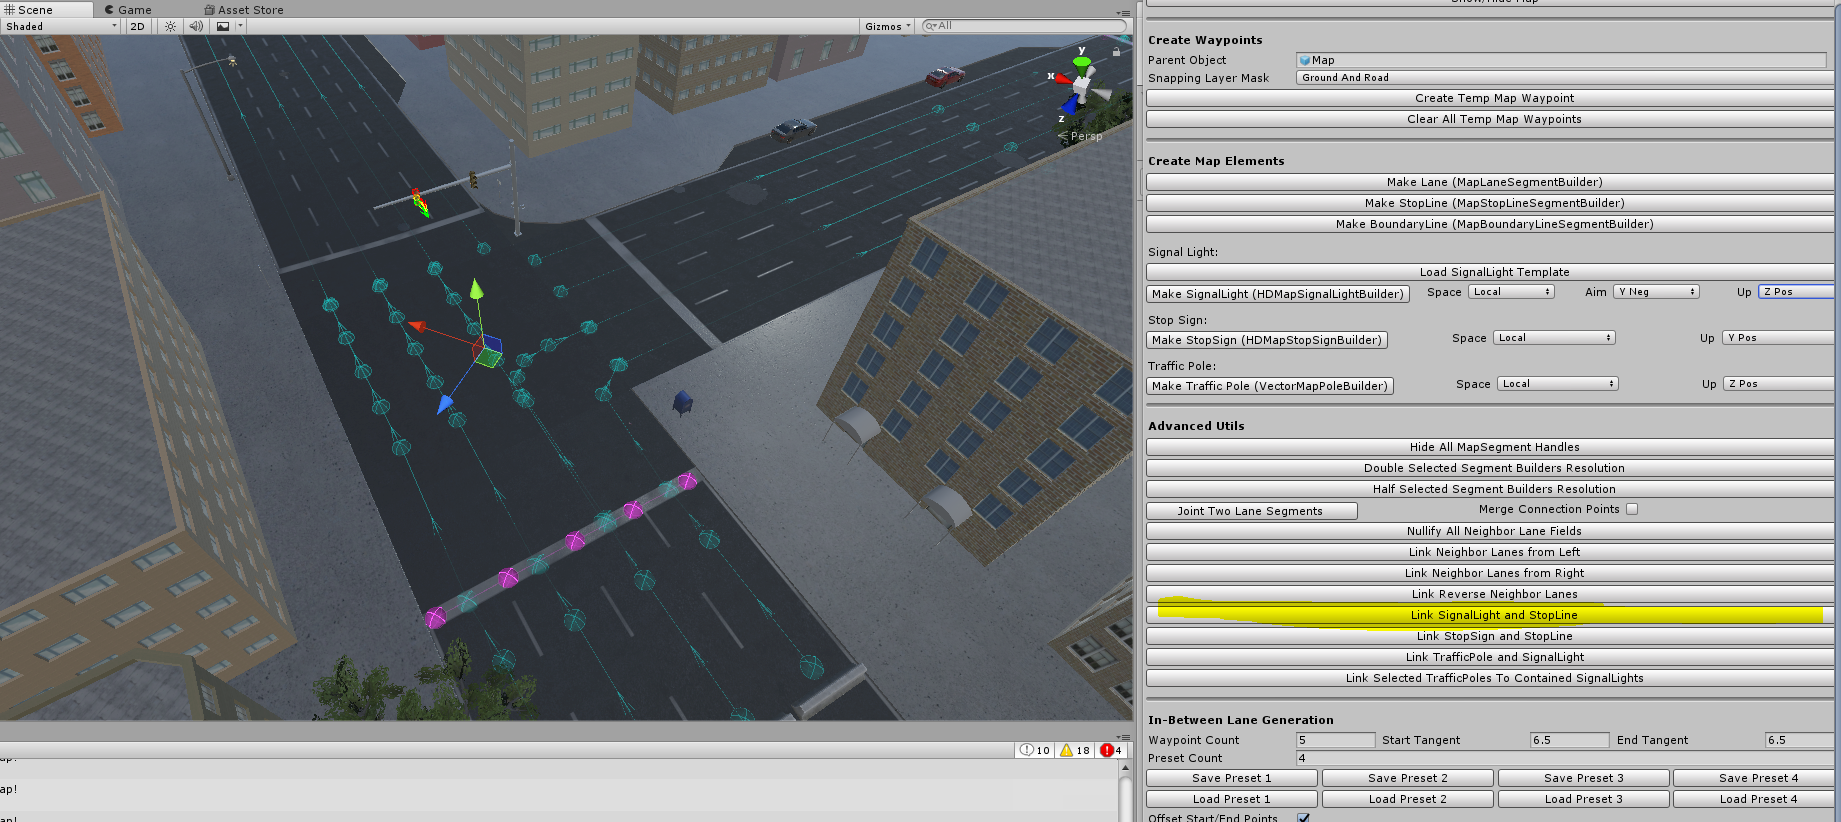 Scene Game Asset Store
Shaded 2D Gizmos All
y
x
z
Persp
10 18 4
ap!
ap!
Show/Hide Map
Create Waypoints
Parent Object Map
Snapping Layer Mask Ground And Road
Create Temp Map Waypoint
Clear All Temp Map Waypoints
Create Map Elements
Make Lane (MapLaneSegmentBuilder)
Make StopLine (MapStopLineSegmentBuilder)
Make BoundaryLine (MapBoundaryLineSegmentBuilder)
Signal Light:
Load SignalLight Template
Make SignalLight (HDMapSignalLightBuilder) Space Local Aim Y Neg Up Z Pos
Stop Sign:
Make StopSign (HDMapStopSignBuilder) Space Local Up Y Pos
Traffic Pole:
Make Traffic Pole (VectorMapPoleBuilder) Space Local Up Z Pos
Advanced Utils
Hide All MapSegment Handles
Double Selected Segment Builders Resolution
Half Selected Segment Builders Resolution
Joint Two Lane Segments Merge Connection Points
Nullify All Neighbor Lane Fields
Link Neighbor Lanes from Left
Link Neighbor Lanes from Right
Link Reverse Neighbor Lanes
Link SignalLight and StopLine
Link StopSign and StopLine
Link TrafficPole and SignalLight
Link Selected TrafficPoles To Contained SignalLights
In-Between Lane Generation
Waypoint Count 5 Start Tangent 6.5 End Tangent 6.5
Preset Count 4
Save Preset 1 Save Preset 2 Save Preset 3 Save Preset 4
Load Preset 1 Load Preset 2 Load Preset 3 Load Preset 4
Offset Start/End Points